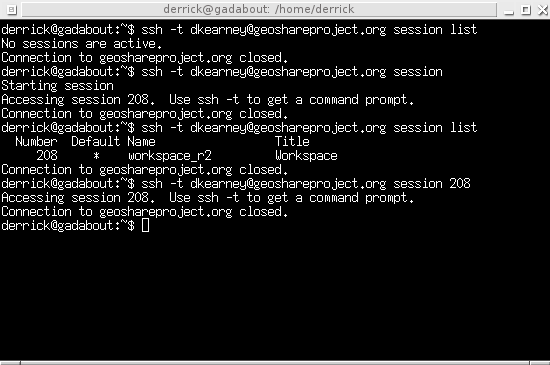 derrick@gadabout: /home/derrick
derrick@gadabout:~$ ssh -t dkearney@geoshareproject.org session list
No sessions are active.
Connection to geoshareproject.org closed.
derrick@gadabout:~$ ssh -t dkearney@geoshareproject.org session
Starting session
Accessing session 208.  Use ssh -t to get a command prompt.
Connection to geoshareproject.org closed.
derrick@gadabout:~$ ssh -t dkearney@geoshareproject.org session list
  Number  Default Name                 Title
     208     *    workspace_r2         Workspace
Connection to geoshareproject.org closed.
derrick@gadabout:~$ ssh -t dkearney@geoshareproject.org session 208
Accessing session 208.  Use ssh -t to get a command prompt.
Connection to geoshareproject.org closed.
derrick@gadabout:~$